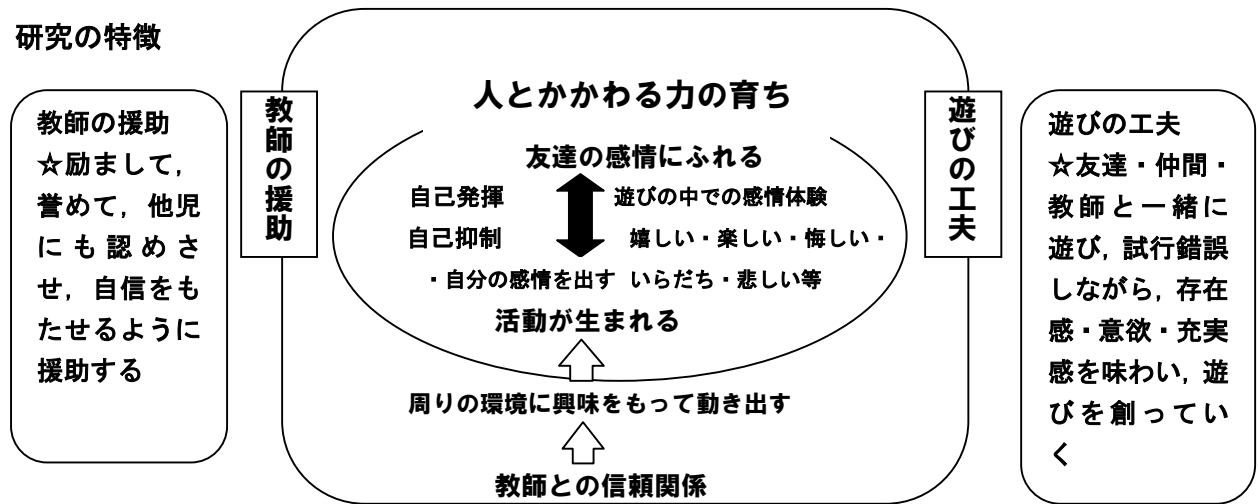 研究の特徴
教師の援助
☆励まして，
誉めて，他児
にも認めさ
せ，自信をも
たせるように
援助する
教師の援助
人とかかわる力の育ち
友達の感情にふれる
自己発揮 遊びの中での感情体験
自己抑制 嬉しい・楽しい・悔しい・
・自分の感情を出す いらだち・悲しい等
活動が生まれる
周りの環境に興味をもって動き出す
教師との信頼関係
遊びの工夫
遊びの工夫
☆友達・仲間・
教師と一緒に
遊び，試行錯誤
しながら，存在
感・意欲・充実
感を味わい，遊
びを創ってい
く